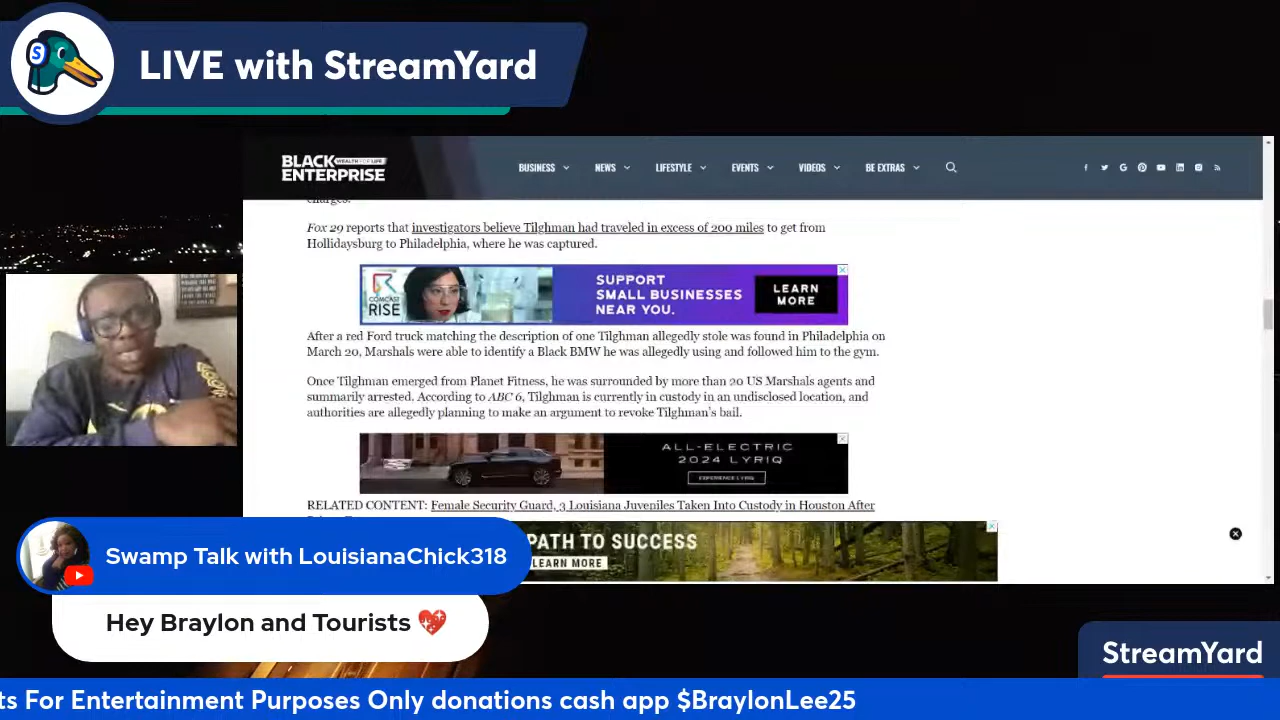 LIVE with StreamYard
S
BLACK
WEALTH FOR LIFE
ENTERPRISE
BUSINESS NEWS LIFESTYLE EVENTS VIDEOS BE EXTRAS
charges.
Fox 29 reports that investigators believe Tilghman had traveled in excess of 200 miles to get from
Hollidaysburg to Philadelphia, where he was captured.
COMCAST
RISE
SUPPORT
SMALL BUSINESSES
NEAR YOU.
LEARN
MORE
After a red Ford truck matching the description of one Tilghman allegedly stole was found in Philadelphia on
March 20, Marshals were able to identify a Black BMW he was allegedly using and followed him to the gym.
Once Tilghman emerged from Planet Fitness, he was surrounded by more than 20 US Marshals agents and
summarily arrested. According to ABC 6, Tilghman is currently in custody in an undisclosed location, and
authorities are allegedly planning to make an argument to revoke Tilghman's bail.
ALL-ELECTRIC
2024 LYRIQ
EXPERIENCE LYRIQ
RELATED CONTENT: Female Security Guard, 3 Louisiana Juveniles Taken Into Custody in Houston After
PATH TO SUCCESS
LEARN MORE
Swamp Talk with LouisianaChick318
Hey Braylon and Tourists 💖
StreamYard
ts For Entertainment Purposes Only donations cash app $BraylonLee25